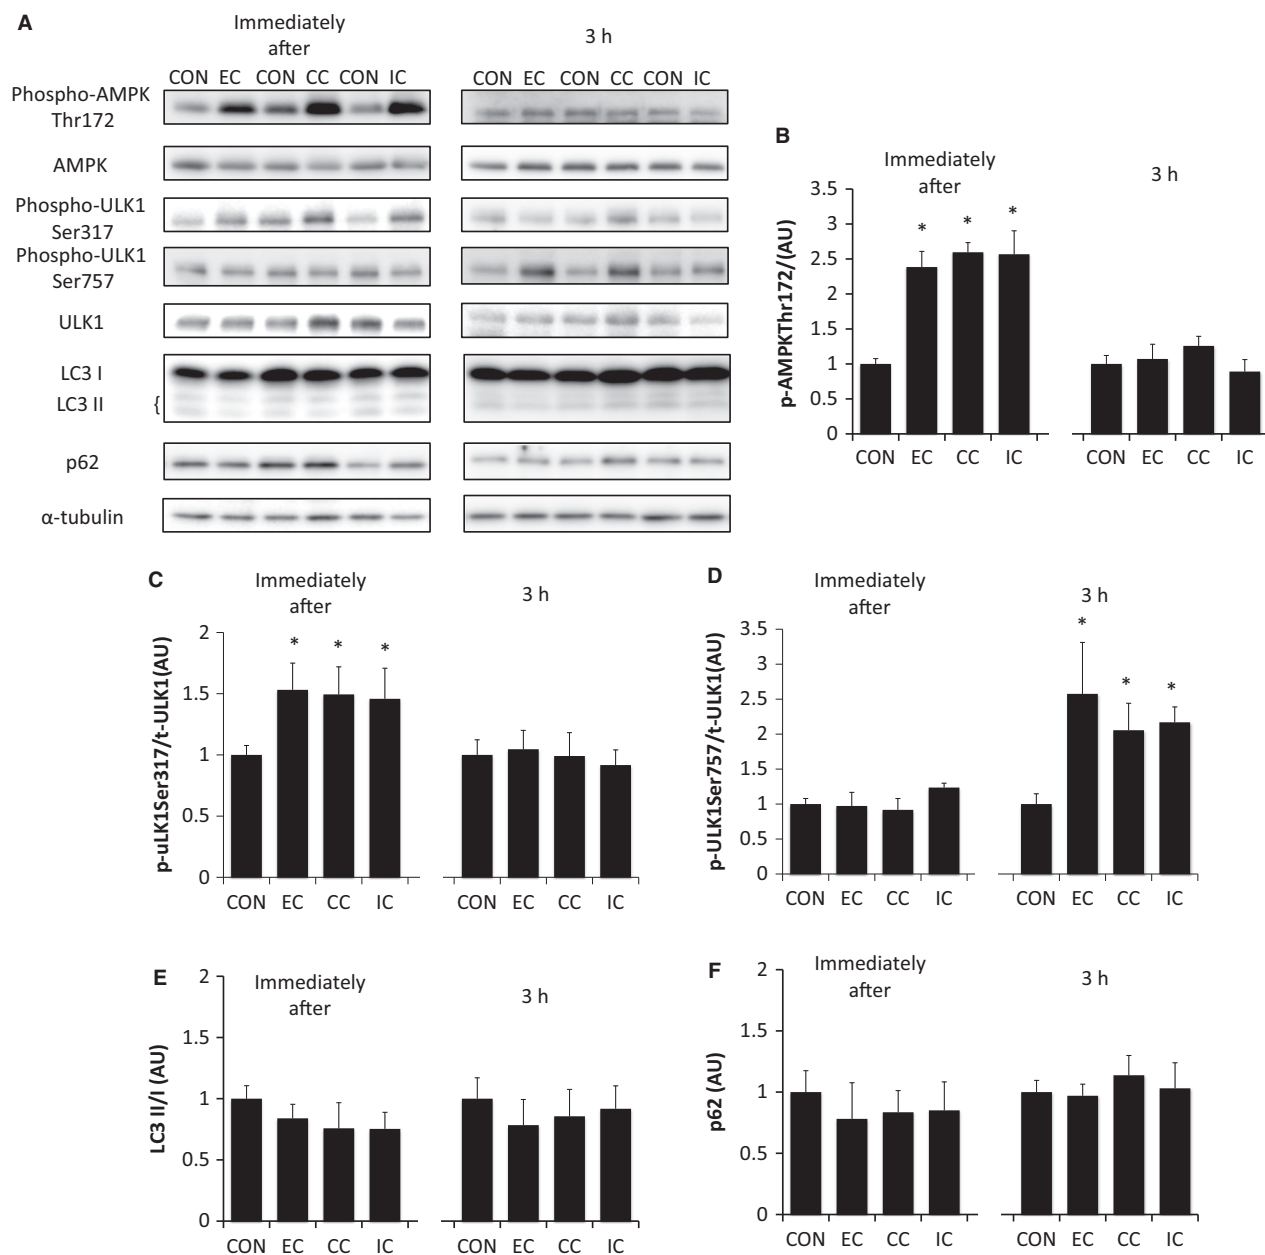 A
Immediately
after
3 h
CON EC CON CC CON IC
CON EC CON CC CON IC
Phospho-AMPK
Thr172
AMPK
Phospho-ULK1
Ser317
Phospho-ULK1
Ser757
ULK1
LC3 I
LC3 II {
p62
α-tubulin
B
Immediately
after
3 h
p-AMPKThr172/(AU)
3.5
3
2.5
2
1.5
1
0.5
0
* * *
CON EC CC IC
CON EC CC IC
C
Immediately
after
3 h
p-uLK1Ser317/t-ULK1(AU)
2
1.5
1
0.5
0
* * *
CON EC CC IC
CON EC CC IC
D
Immediately
after
3 h
p-ULK1Ser757/t-ULK1(AU)
3.5
3
2.5
2
1.5
1
0.5
0
* * *
CON EC CC IC
CON EC CC IC
E
Immediately
after
3 h
LC3 II/I (AU)
2
1.5
1
0.5
0
CON EC CC IC
CON EC CC IC
F
Immediately
after
3 h
p62 (AU)
2
1.5
1
0.5
0
CON EC CC IC
CON EC CC IC